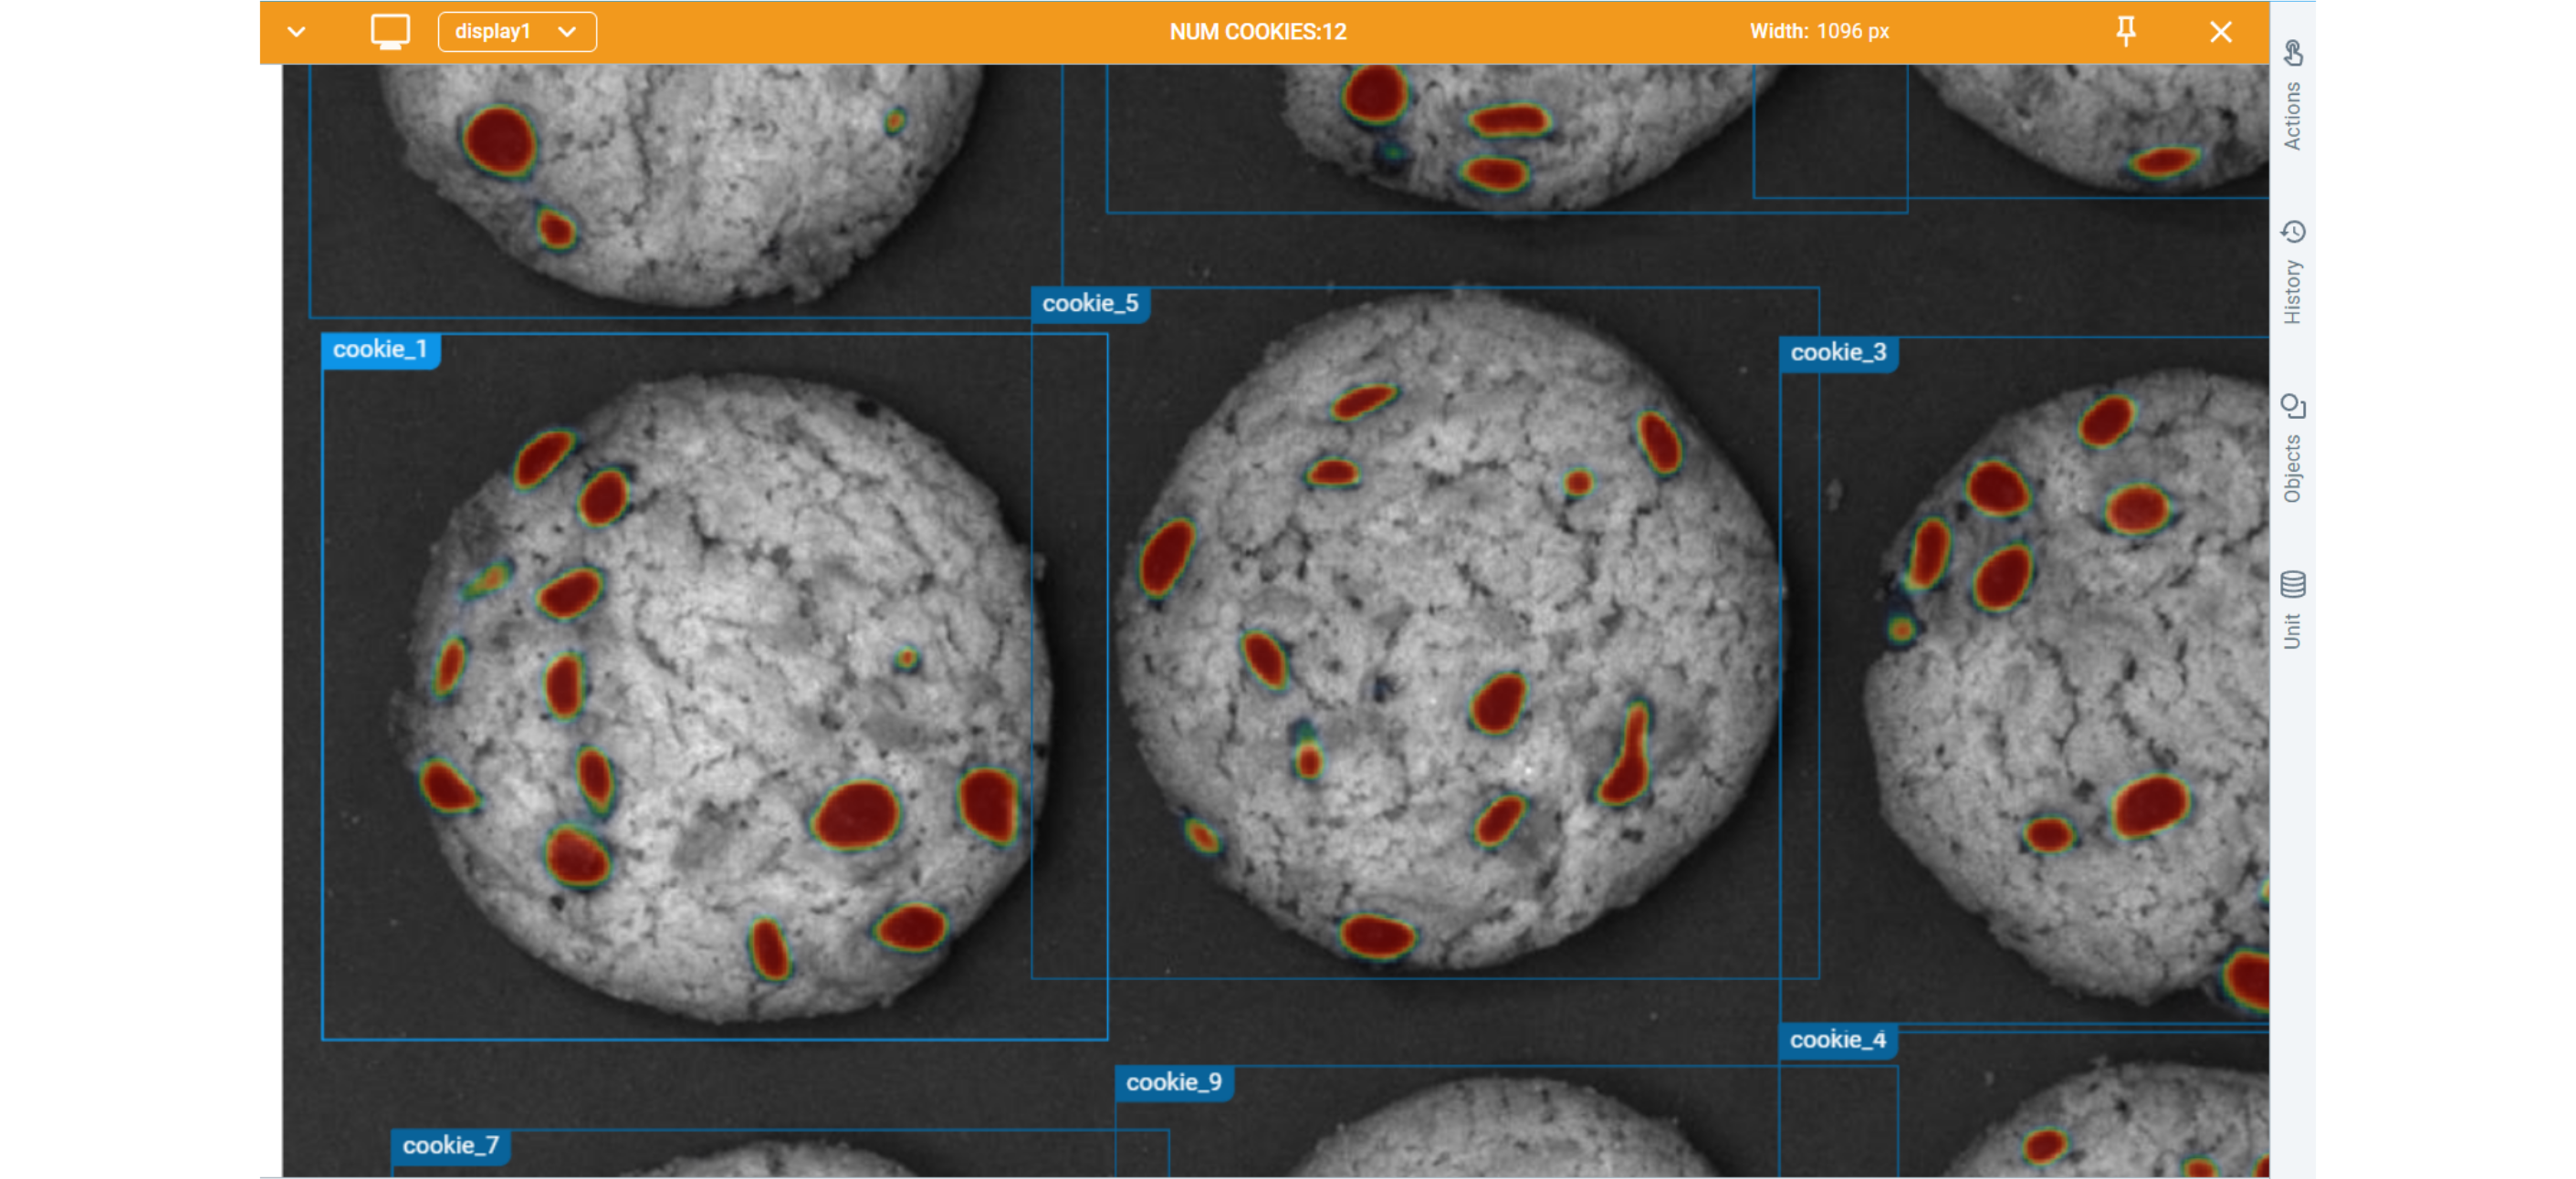 display1
NUM COOKIES:12
Width: 1096 px
Actions
History
Objects
Unit
cookie_5
cookie_1
cookie_3
cookie_4
cookie_9
cookie_7